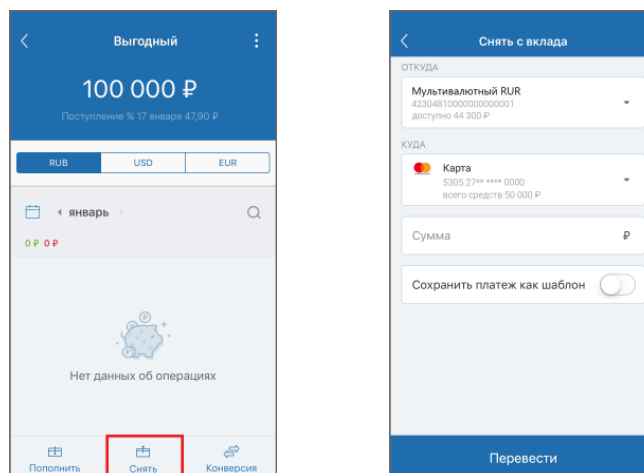 Выгодный
100 000 ₽
Поступление % 17 января 47,90 ₽
RUB USD EUR
январь
0 ₽ 0 ₽
Нет данных об операциях
Пополнить Снять Конверсия
Снять с вклада
ОТКУДА
Мультивалютный RUR
42304810000000000001
доступно 44 300 ₽
КУДА
Карта
5305 27** **** 0000
всего средств 50 000 ₽
Сумма ₽
Сохранить платеж как шаблон
Перевести